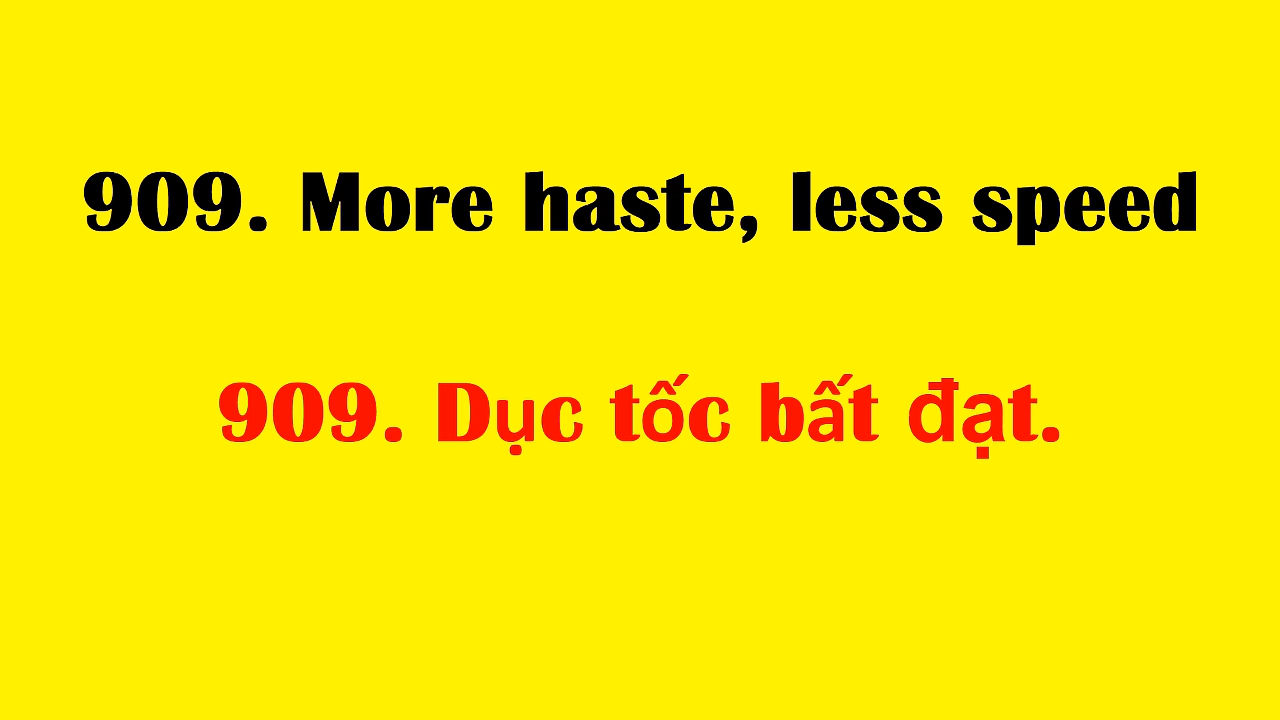 909. More haste, less speed
909. Dục tốc bất đạt.